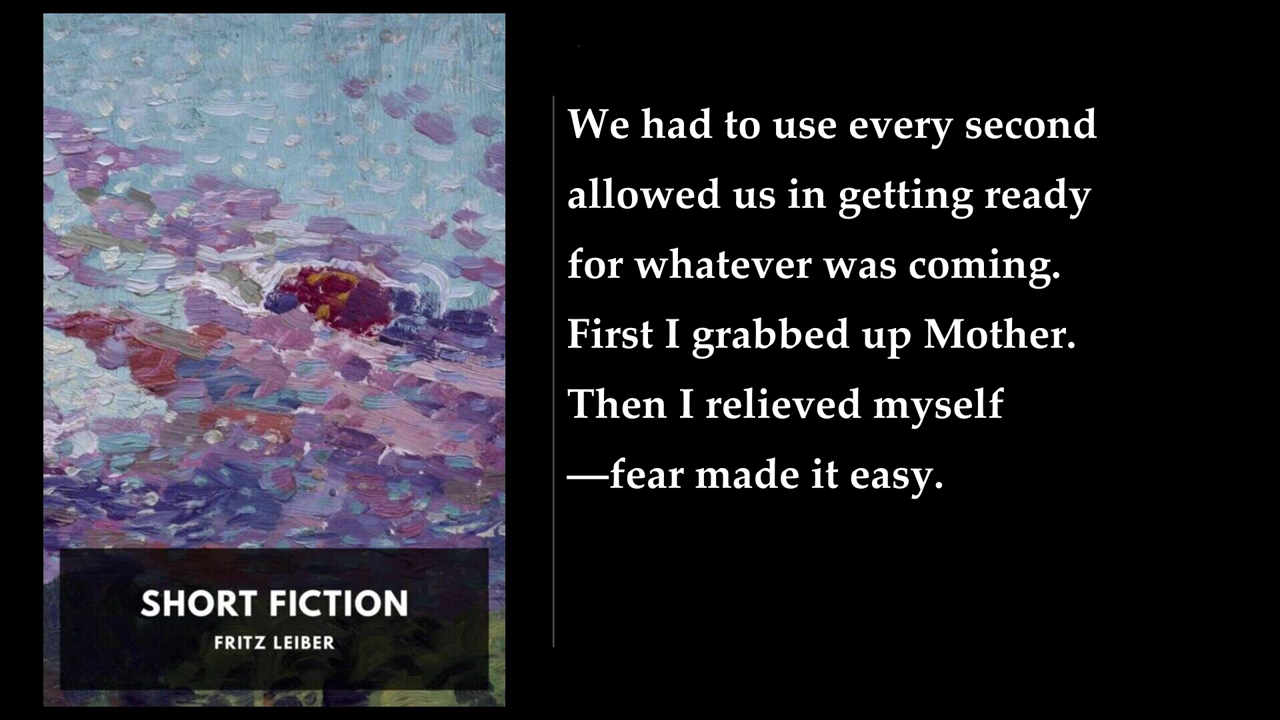 SHORT FICTION
FRITZ LEIBER
We had to use every second
allowed us in getting ready
for whatever was coming.
First I grabbed up Mother.
Then I relieved myself
—fear made it easy.